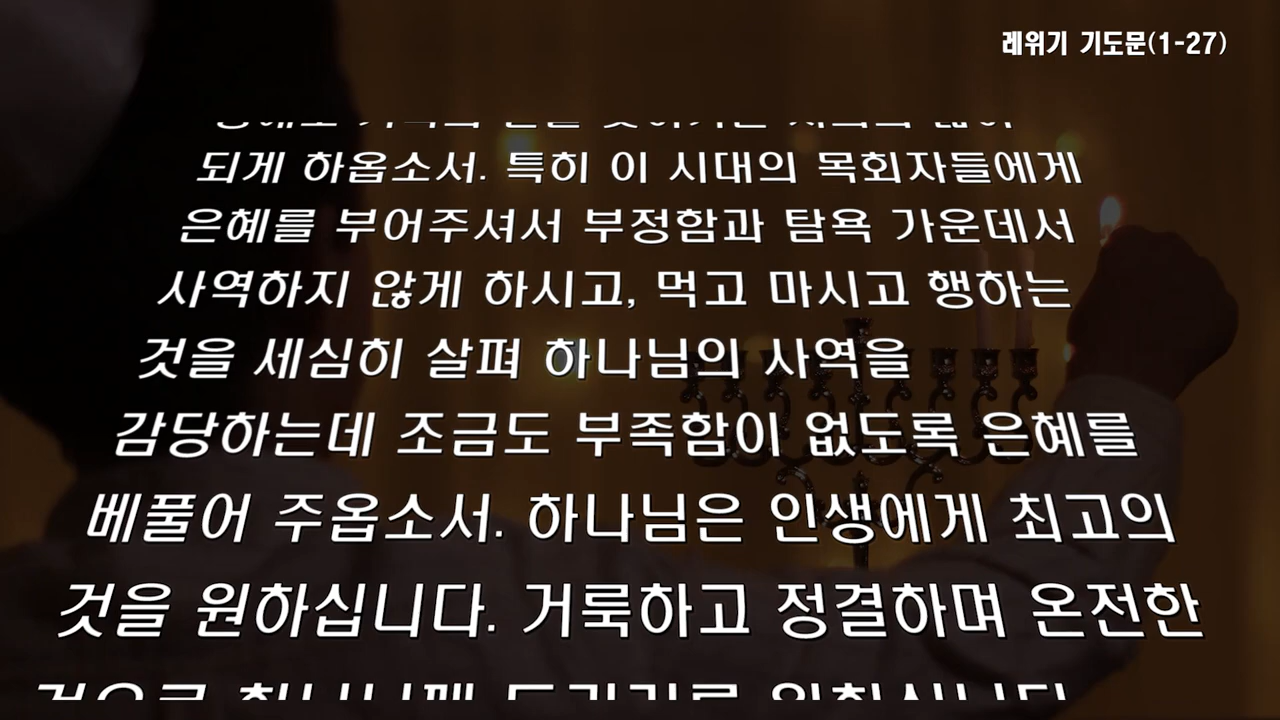 레위기 기도문(1-27)
되게 하옵소서. 특히 이 시대의 목회자들에게
은혜를 부어주셔서 부정함과 탐욕 가운데서
사역하지 않게 하시고, 먹고 마시고 행하는
것을 세심히 살펴 하나님의 사역을
감당하는데 조금도 부족함이 없도록 은혜를
베풀어 주옵소서. 하나님은 인생에게 최고의
것을 원하십니다. 거룩하고 정결하며 온전한